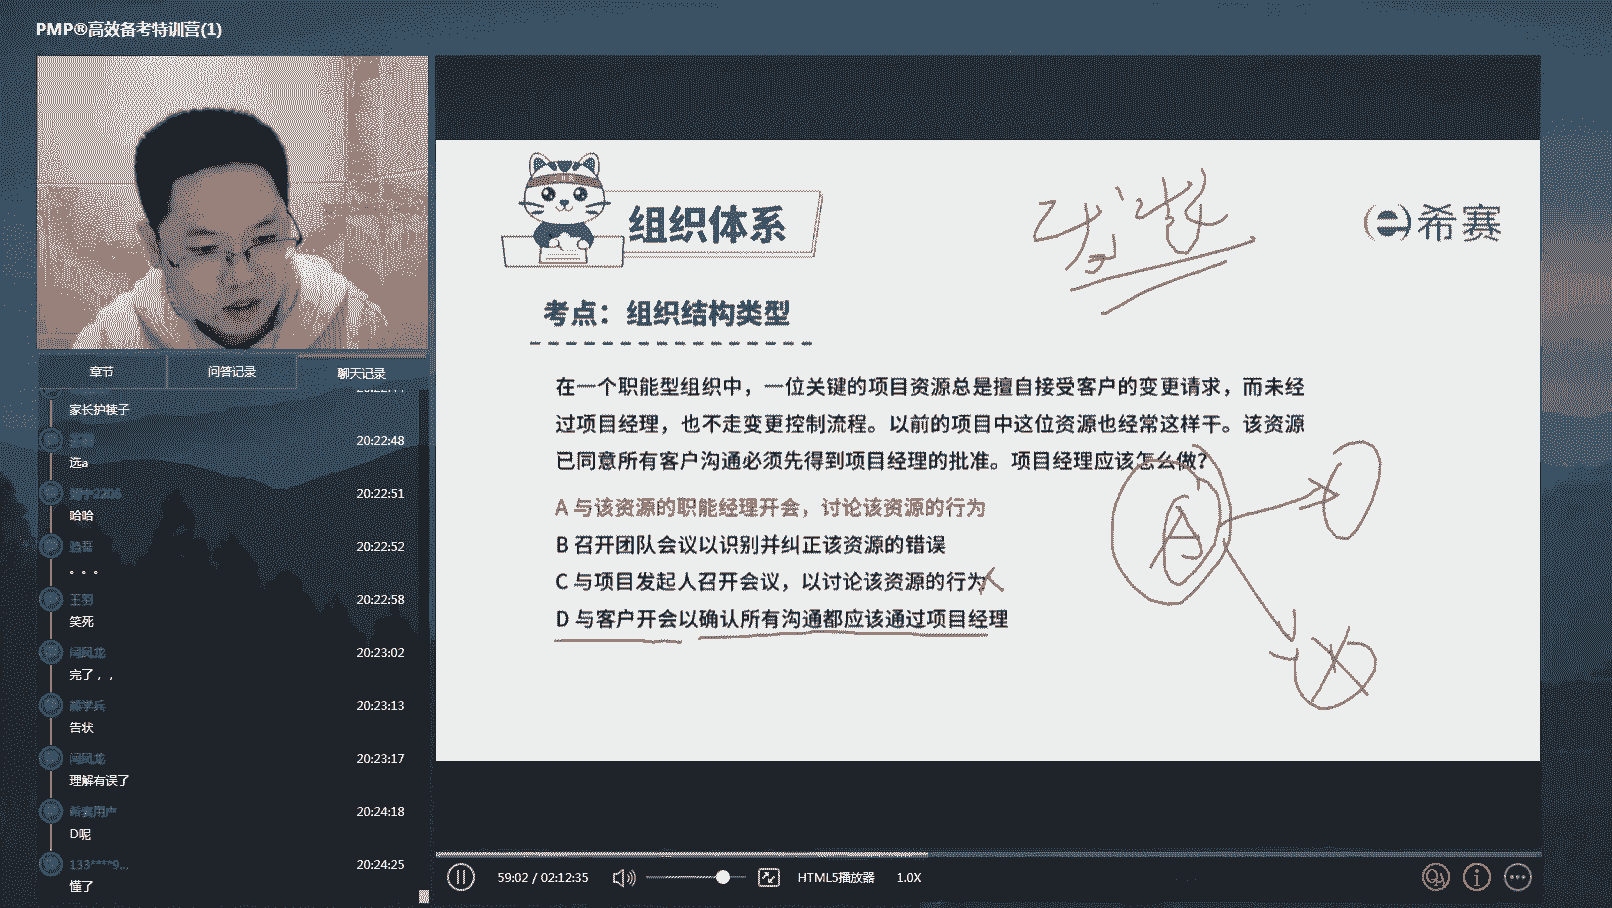 PMP®高效备考特训营(1)
组织体系
希赛
考点：组织结构类型
在一个职能型组织中，一位关键的项目资源总是擅自接受客户的变更请求，而未经
过项目经理，也不走变更控制流程。以前的项目中这位资源也经常这样干。该资源
已同意所有客户沟通必须先得到项目经理的批准。项目经理应该怎么做？
A 与该资源的职能经理开会，讨论该资源的行为
B 召开团队会议以识别并纠正该资源的错误
C 与项目发起人召开会议，以讨论该资源的行为
D 与客户开会以确认所有沟通都应该通过项目经理
A
章节 问答记录 聊天记录
家长护犊子
20:22:48
选a
20:22:51
哈哈
20:22:52
。。。
王羽 20:22:58
笑死
闫凤龙 20:23:02
完了，，
20:23:13
告状
闫凤龙 20:23:17
理解有误了
希赛用户 20:24:18
D呢
133****9... 20:24:25
懂了
59:02 / 02:12:35
HTML5播放器
1.0X